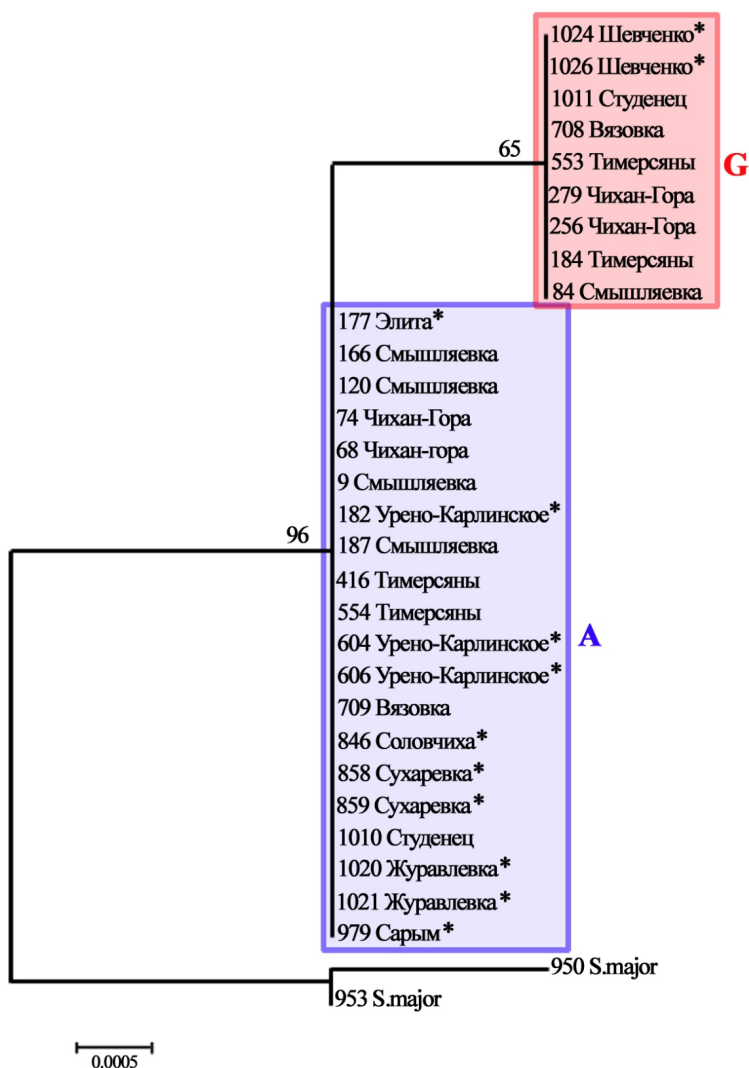 1024 Шевченко*
1026 Шевченко*
1011 Студенец
708 Вязовка
65
553 Тимерсяны
G
279 Чихан-Гора
256 Чихан-Гора
184 Тимерсяны
84 Смышляевка
177 Элита*
166 Смышляевка
120 Смышляевка
74 Чихан-Гора
68 Чихан-гора
9 Смышляевка
182 Урено-Карлинское*
96
187 Смышляевка
416 Тимерсяны
554 Тимерсяны
A
604 Урено-Карлинское*
606 Урено-Карлинское*
709 Вязовка
846 Соловчиха*
858 Сухаревка*
859 Сухаревка*
1010 Студенец
1020 Журавлевка*
1021 Журавлевка*
979 Сарым*
950 S.major
953 S.major
0.0005